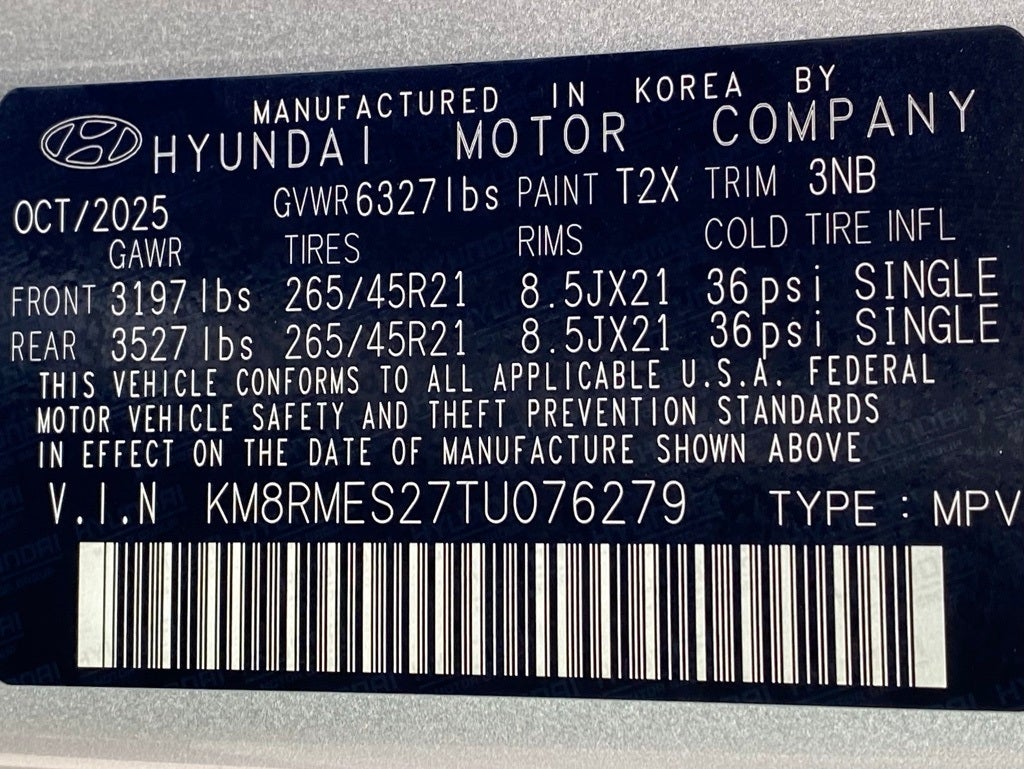 MANUFACTURED IN KOREA BY
HYUNDAI MOTOR COMPANY
OCT/2025 GVWR 6327lbs PAINT T2X TRIM 3NB
GAWR TIRES RIMS COLD TIRE INFL
FRONT 3197lbs 265/45R21 8.5JX21 36psi SINGLE
REAR 3527lbs 265/45R21 8.5JX21 36psi SINGLE
THIS VEHICLE CONFORMS TO ALL APPLICABLE U.S.A. FEDERAL
MOTOR VEHICLE SAFETY AND THEFT PREVENTION STANDARDS
IN EFFECT ON THE DATE OF MANUFACTURE SHOWN ABOVE
V.I.N KM8RMES27TU076279 TYPE : MPV